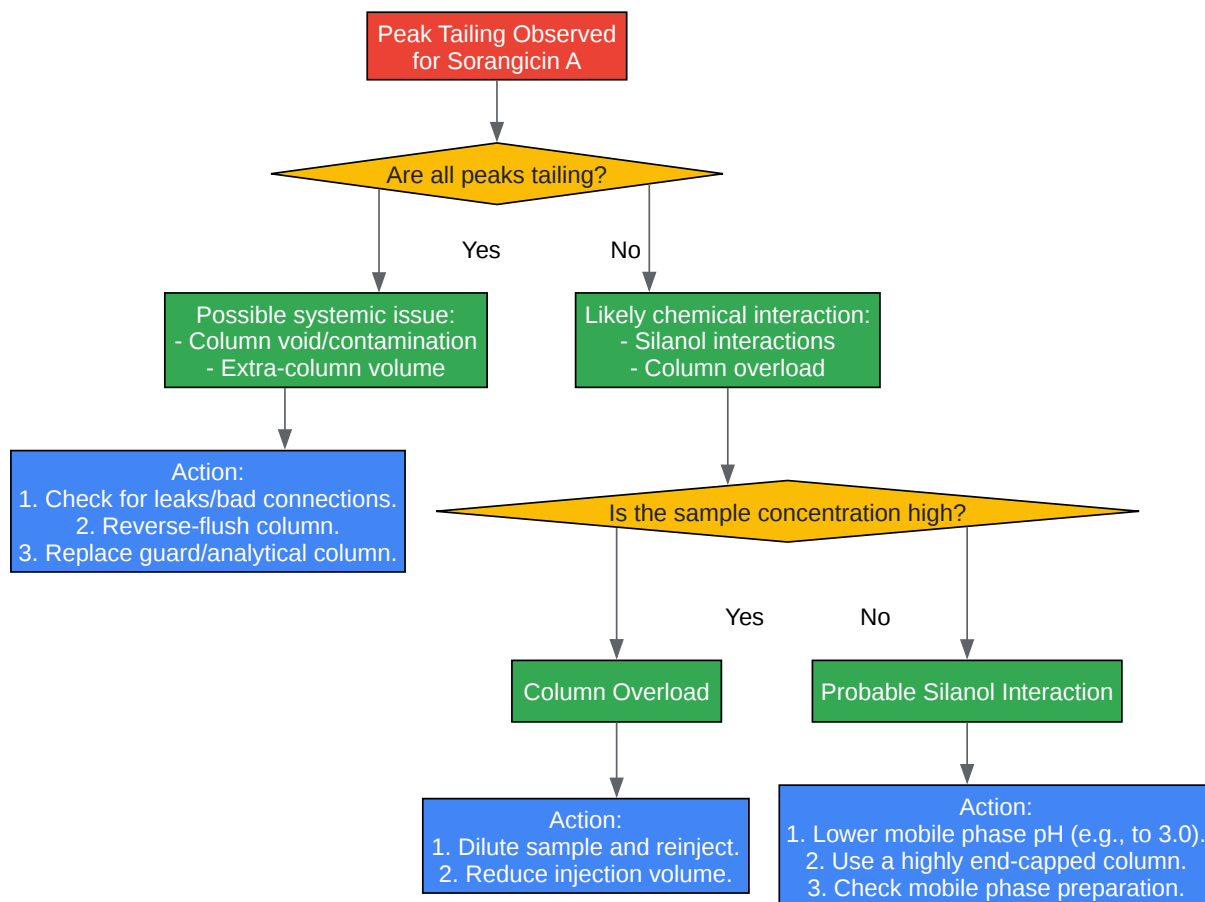 Peak Tailing Observed
for Sorangicin A
Are all peaks tailing?
Yes
No
Possible systemic issue:
- Column void/contamination
- Extra-column volume
Likely chemical interaction:
- Silanol interactions
- Column overload
Action:
1. Check for leaks/bad connections.
2. Reverse-flush column.
3. Replace guard/analytical column.
Is the sample concentration high?
Yes
No
Column Overload
Probable Silanol Interaction
Action:
1. Dilute sample and reinject.
2. Reduce injection volume.
Action:
1. Lower mobile phase pH (e.g., to 3.0).
2. Use a highly end-capped column.
3. Check mobile phase preparation.